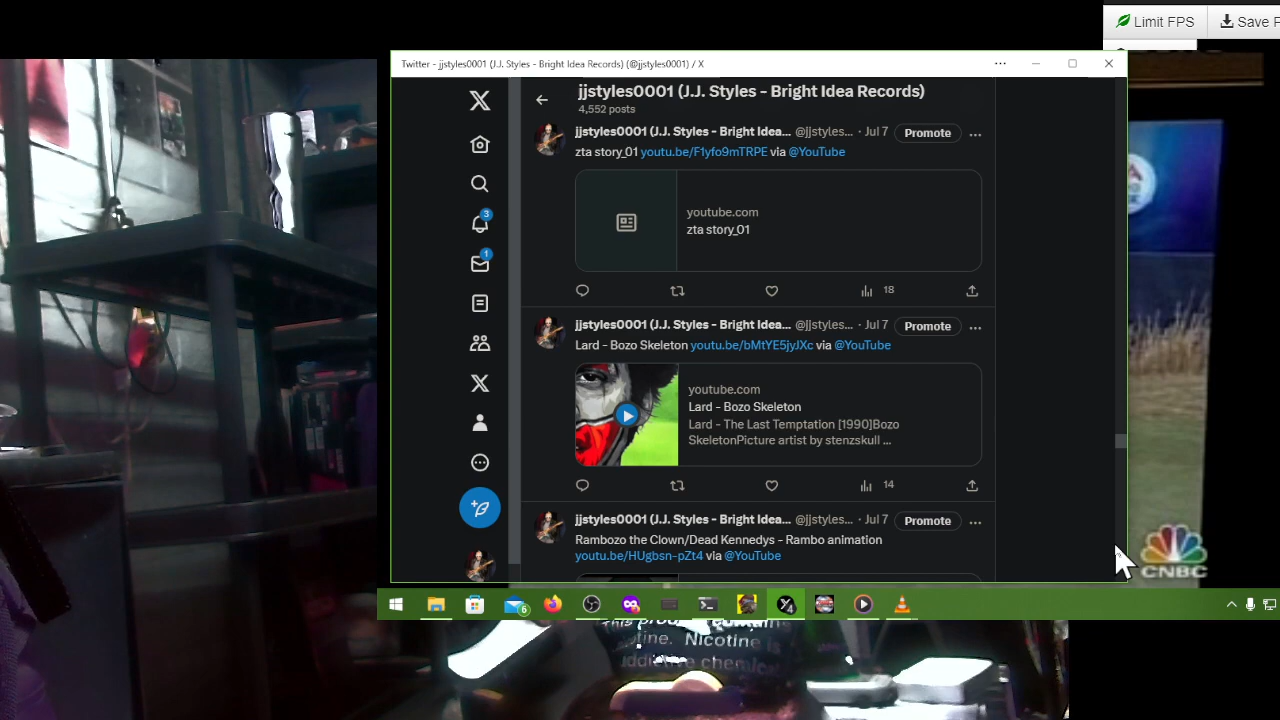 Limit FPS
Save F
Twitter - jjstyles0001 (J.J. Styles - Bright Idea Records) (@jjstyles0001) / X
jjstyles0001 (J.J. Styles - Bright Idea Records)
4,552 posts
jjstyles0001 (J.J. Styles - Bright Idea... @jjstyles... · Jul 7 Promote
zta story_01 youtu.be/F1yfo9mTRPE via @YouTube
youtube.com
zta story_01
18
3
1
jjstyles0001 (J.J. Styles - Bright Idea... @jjstyles... · Jul 7 Promote
Lard - Bozo Skeleton youtu.be/bMtYE5jyJXc via @YouTube
youtube.com
Lard - Bozo Skeleton
Lard - The Last Temptation [1990]Bozo
SkeletonPicture artist by stenzskull ...
14
jjstyles0001 (J.J. Styles - Bright Idea... @jjstyles... · Jul 7 Promote
Rambozo the Clown/Dead Kennedys - Rambo animation
youtu.be/HUgbsn-pZt4 via @YouTube
CNBC
6
Nicotine is